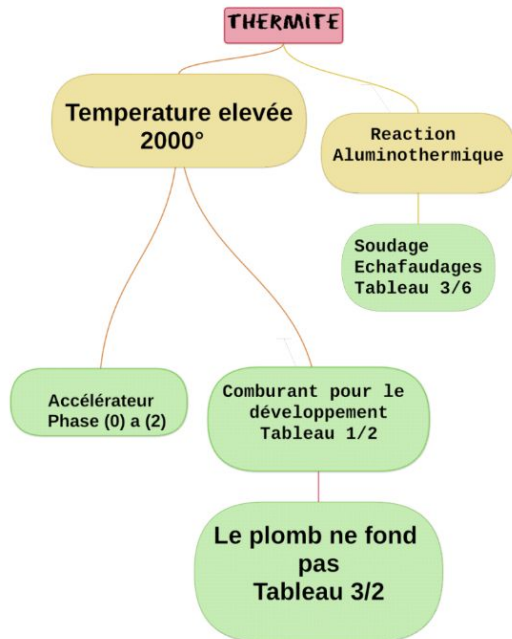 THERMiTE
Temperature elevée
2000°
Reaction
Aluminothermique
Soudage
Echafaudages
Tableau 3/6
Accélérateur
Phase (0) a (2)
Comburant pour le
développement
Tableau 1/2
Le plomb ne fond
pas
Tableau 3/2